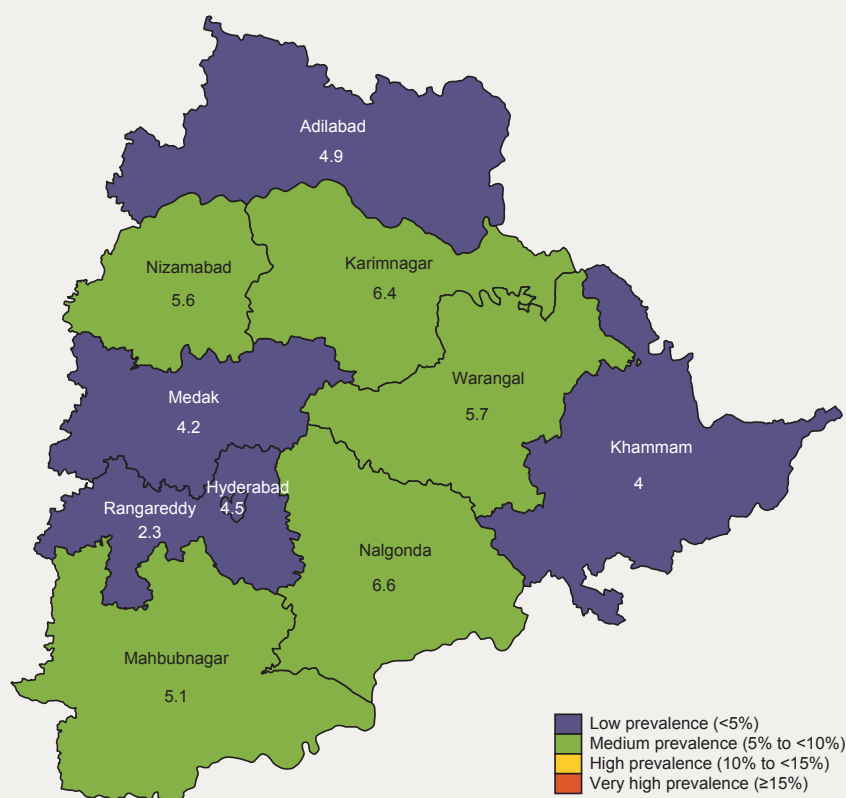 Adilabad
4.9
Nizamabad
5.6
Karimnagar
6.4
Warangal
5.7
Medak
4.2
Khammam
4
Hyderabad
4.5
Rangareddy
2.3
Nalgonda
6.6
Mahbubnagar
5.1
Low prevalence (<5%)
Medium prevalence (5% to <10%)
High prevalence (10% to <15%)
Very high prevalence (≥15%)